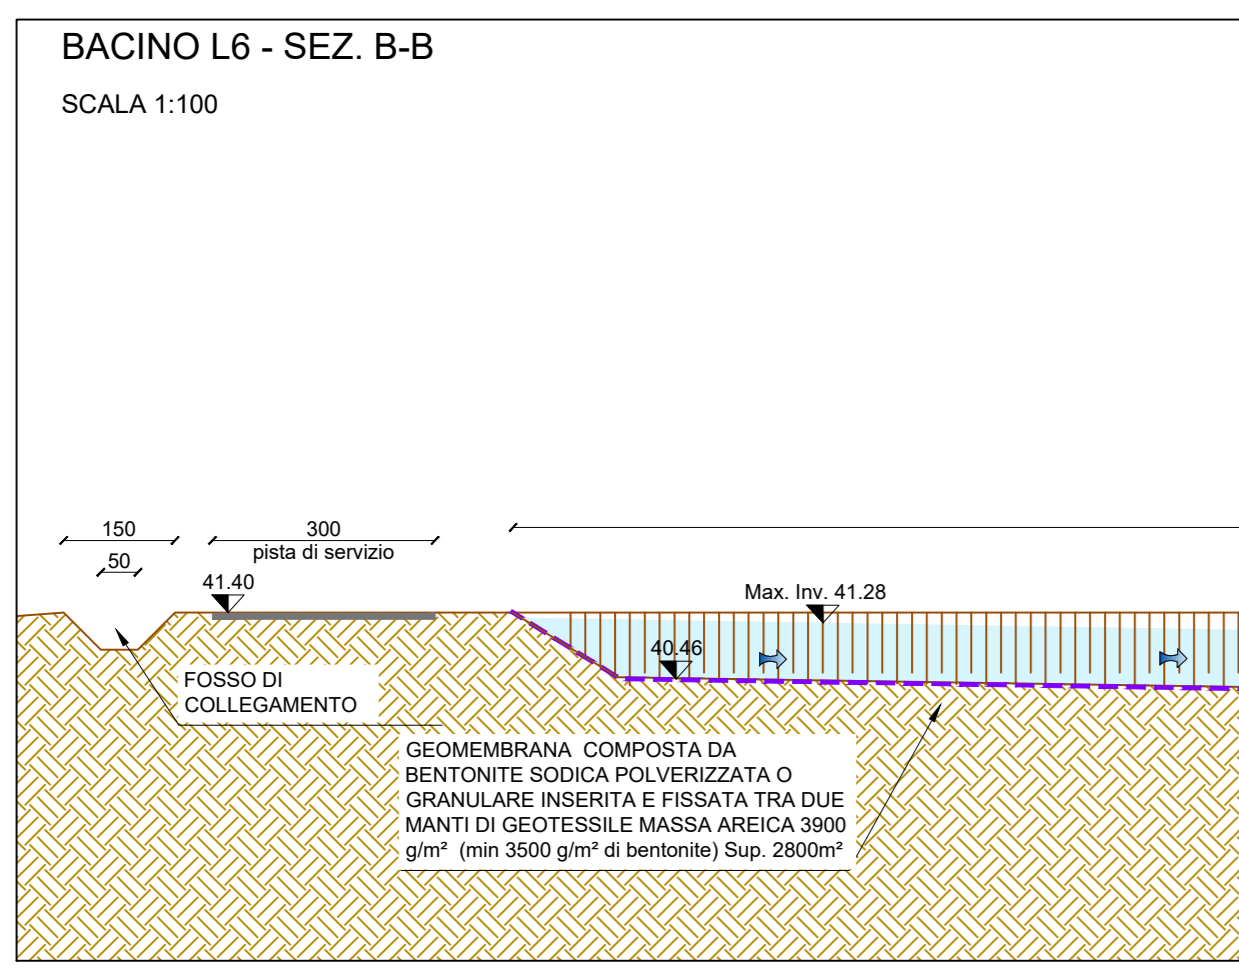 BACINO L6 - SEZ. B-B
SCALA 1:100
150
50
300
pista di servizio
41.40
Max. Inv. 41.28
40.46
FOSSO DI
COLLEGAMENTO
GEOMEMBRANA COMPOSTA DA
BENTONITE SODICA POLVERIZZATA O
GRANULARE INSERITA E FISSATA TRA DUE
MANTI DI GEOTESSILE MASSA AREICA 3900
g/m² (min 3500 g/m² di bentonite) Sup. 2800m²